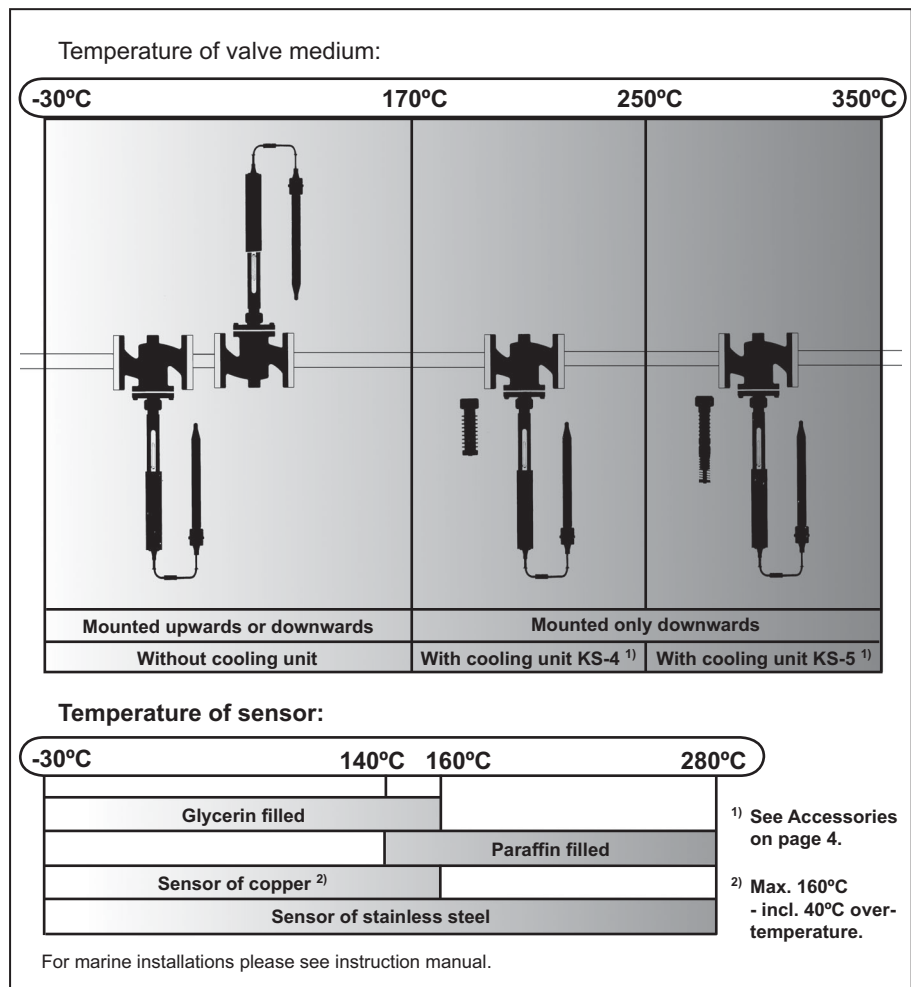 Temperature of valve medium:
-30ºC 170ºC 250ºC 350ºC
Mounted upwards or downwards Mounted only downwards
Without cooling unit With cooling unit KS-4 ¹⁾ With cooling unit KS-5 ¹⁾
Temperature of sensor:
-30ºC 140ºC 160ºC 280ºC
Glycerin filled
Paraffin filled
Sensor of copper ²⁾
Sensor of stainless steel
¹⁾ See Accessories
on page 4.
²⁾ Max. 160ºC
- incl. 40ºC over-
temperature.
For marine installations please see instruction manual.